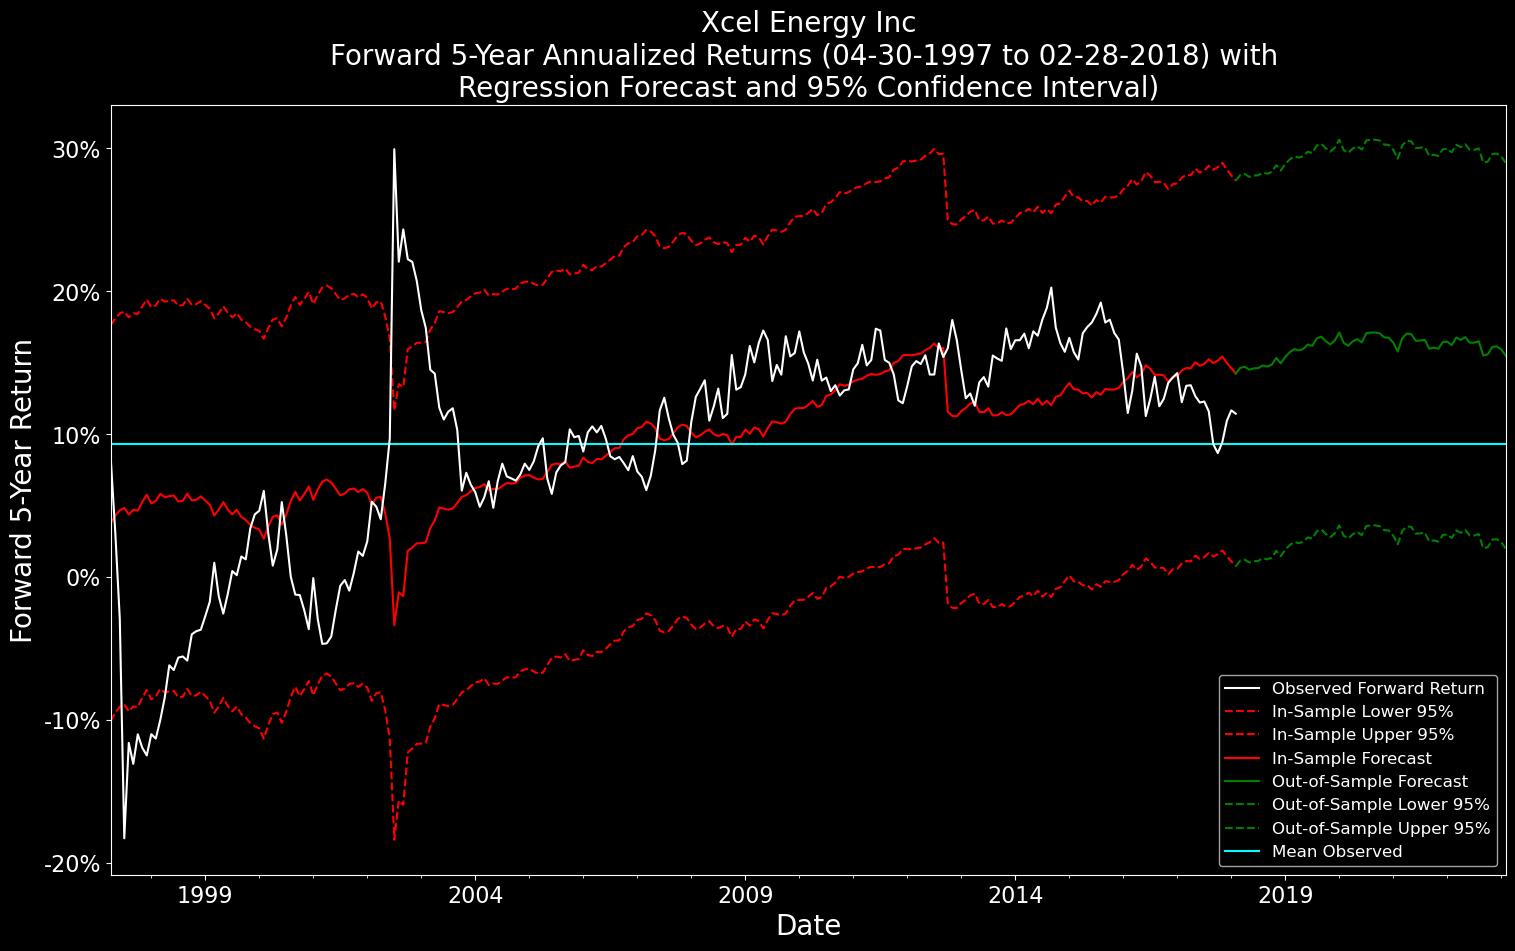 Xcel Energy Inc
Forward 5-Year Annualized Returns (04-30-1997 to 02-28-2018) with
Regression Forecast and 95% Confidence Interval)
Forward 5-Year Return
30%
20%
10%
0%
-10%
-20%
Observed Forward Return
In-Sample Lower 95%
In-Sample Upper 95%
In-Sample Forecast
Out-of-Sample Forecast
Out-of-Sample Lower 95%
Out-of-Sample Upper 95%
Mean Observed
1999 2004 2009 2014 2019
Date